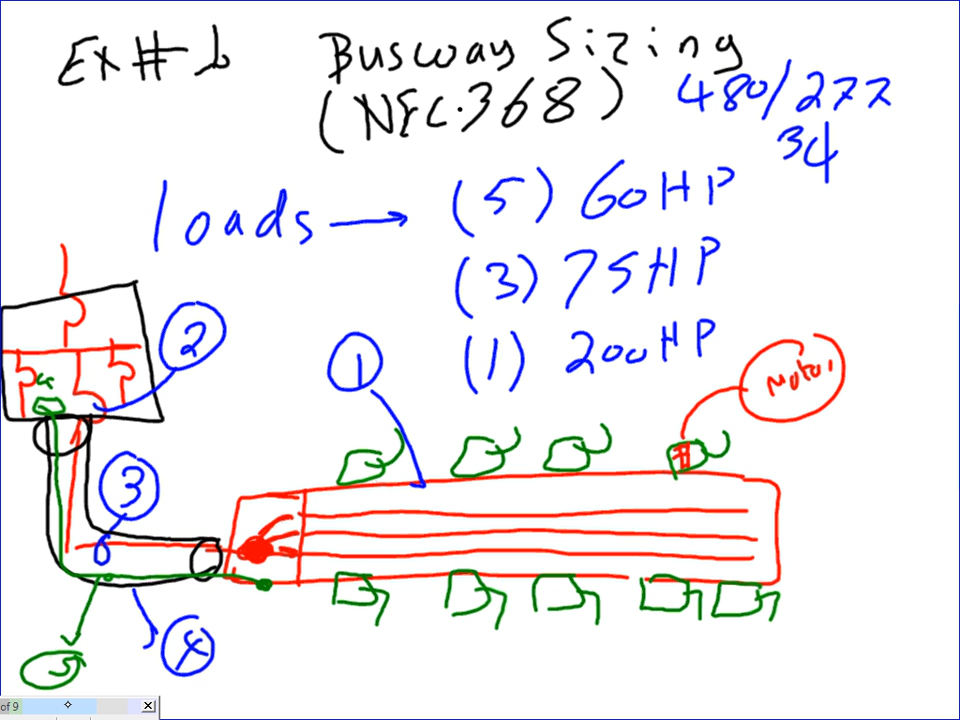 Ex # b Busway Sizing
(NEC.368) 480/277
3ϕ
loads → (5) 60HP
(3) 75HP
(1) 200HP
2
1
Motor
3
4
5
of 9